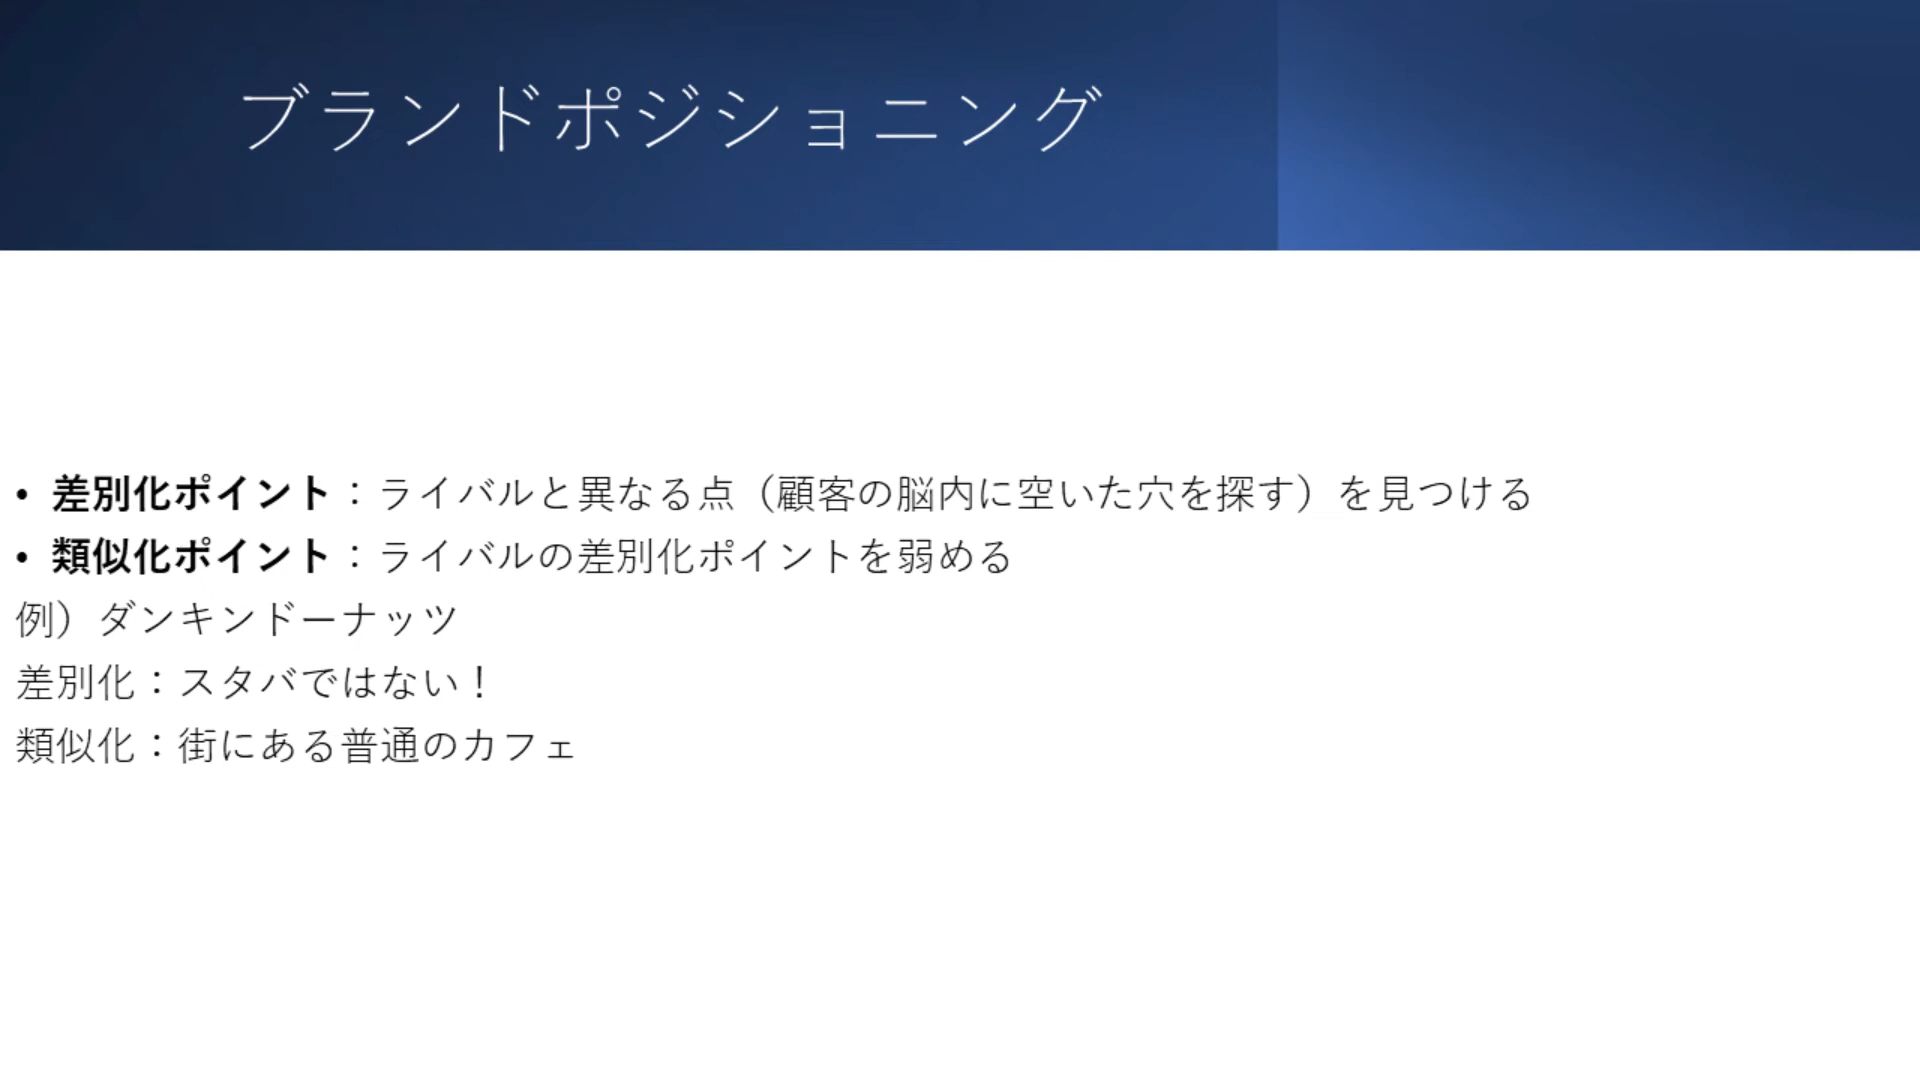 ブランドポジショニング
• 差別化ポイント：ライバルと異なる点（顧客の脳内に空いた穴を探す）を見つける
• 類似化ポイント：ライバルの差別化ポイントを弱める
例）ダンキンドーナッツ
差別化：スタバではない！
類似化：街にある普通のカフェ